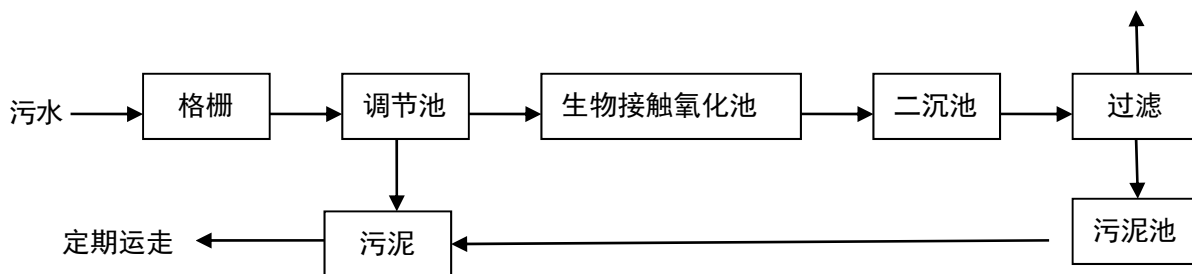 污水
格栅
调节池
生物接触氧化池
二沉池
过滤
定期运走
污泥
污泥池